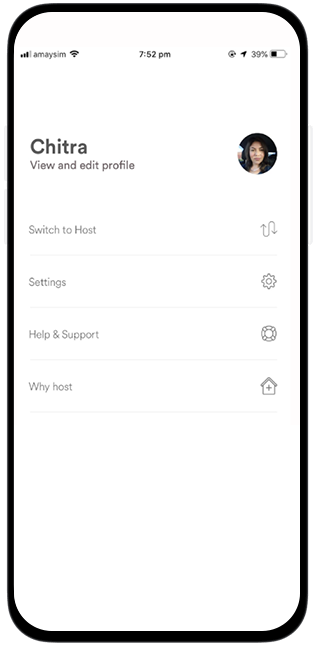 amaysim 7:52 pm 39%
Chitra
View and edit profile
Switch to Host
Settings
Help & Support
Why host